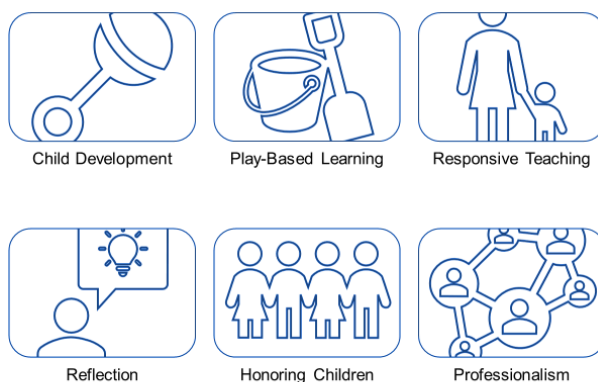 Child Development
Play-Based Learning
Responsive Teaching
Reflection
Honoring Children
Professionalism